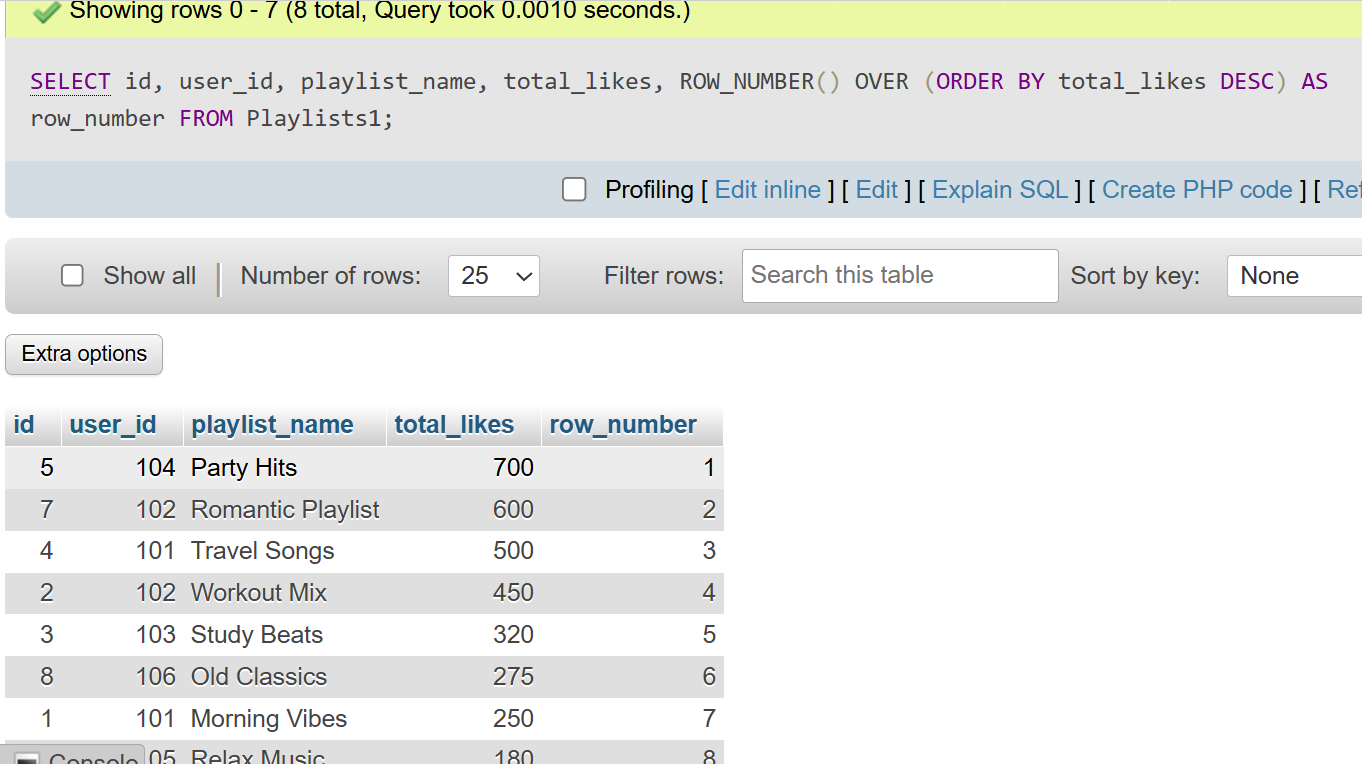 Showing rows 0 - 7 (8 total, Query took 0.0010 seconds.)
SELECT id, user_id, playlist_name, total_likes, ROW_NUMBER() OVER (ORDER BY total_likes DESC) AS
row_number FROM Playlists1;
Profiling [ Edit inline ] [ Edit ] [ Explain SQL ] [ Create PHP code ] [ Ref
Show all Number of rows: 25 Filter rows: Search this table Sort by key: None
Extra options
id user_id playlist_name total_likes row_number
5 104 Party Hits 700 1
7 102 Romantic Playlist 600 2
4 101 Travel Songs 500 3
2 102 Workout Mix 450 4
3 103 Study Beats 320 5
8 106 Old Classics 275 6
1 101 Morning Vibes 250 7
Console 05 Relax Music 180 8